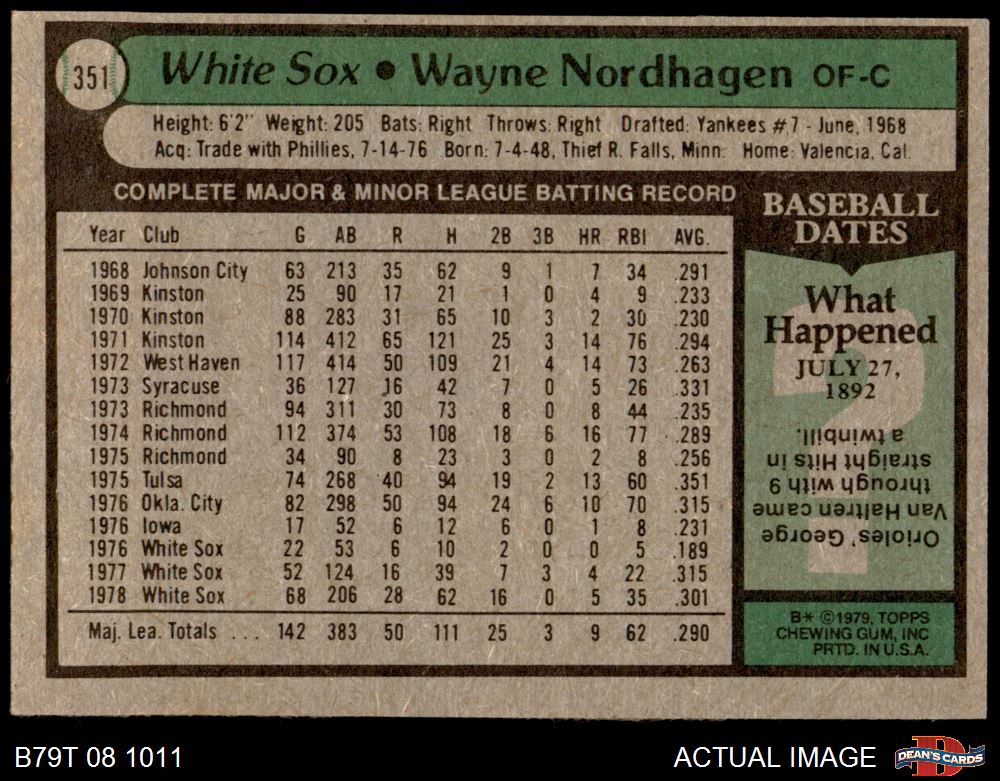 351
White Sox • Wayne Nordhagen OF-C
Height: 6'2" Weight: 205 Bats: Right Throws: Right Drafted: Yankees #7 - June, 1968
Acq: Trade with Phillies, 7-14-76 Born: 7-4-48, Thief R. Falls, Minn. Home: Valencia, Cal.
COMPLETE MAJOR & MINOR LEAGUE BATTING RECORD
Year Club G AB R H 2B 3B HR RBI AVG.
1968 Johnson City 63 213 35 62 9 1 7 34 .291
1969 Kinston 25 90 17 21 1 0 4 9 .233
1970 Kinston 88 283 31 65 10 3 2 30 .230
1971 Kinston 114 412 65 121 25 3 14 76 .294
1972 West Haven 117 414 50 109 21 4 14 73 .263
1973 Syracuse 36 127 16 42 7 0 5 26 .331
1973 Richmond 94 311 30 73 8 0 8 44 .235
1974 Richmond 112 374 53 108 18 6 16 77 .289
1975 Richmond 34 90 8 23 3 0 2 8 .256
1975 Tulsa 74 268 40 94 19 2 13 60 .351
1976 Okla. City 82 298 50 94 24 6 10 70 .315
1976 Iowa 17 52 6 12 6 0 1 8 .231
1976 White Sox 22 53 6 10 2 0 0 5 .189
1977 White Sox 52 124 16 39 7 3 4 22 .315
1978 White Sox 68 206 28 62 16 0 5 35 .301
Maj. Lea. Totals ... 142 383 50 111 25 3 9 62 .290
BASEBALL
DATES
What
Happened
JULY 27,
1892
Orioles' George
Van Haltren came
through with 9
straight Hits in
a twinbill.
B* ©1979, TOPPS
CHEWING GUM, INC
PRTD. IN U.S.A.
B79T 08 1011
ACTUAL IMAGE
DEAN'S CARDS